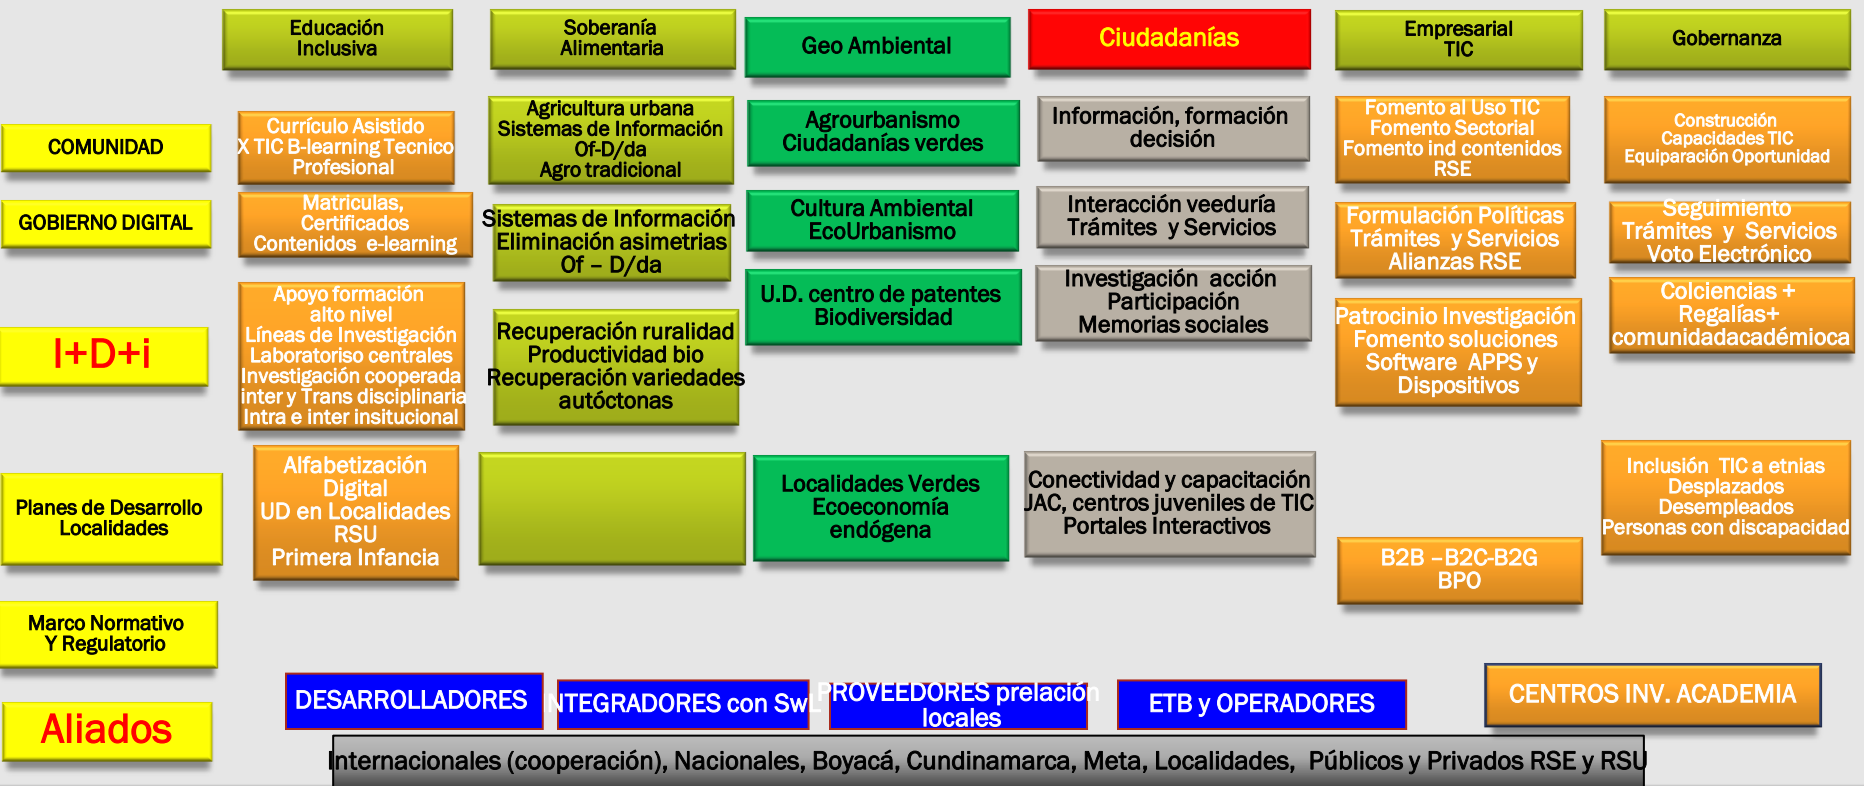 Educación
Inclusiva
Soberanía
Alimentaria
Geo Ambiental
Ciudadanías
Empresarial
TIC
Gobernanza
COMUNIDAD
Currículo Asistido
X TIC B-learning Tecnico
Profesional
Agricultura urbana
Sistemas de Información
Of-D/da
Agro tradicional
Agrourbanismo
Ciudadanías verdes
Información, formación
decisión
Fomento al Uso TIC
Fomento Sectorial
Fomento ind contenidos
RSE
Construcción
Capacidades TIC
Equiparación Oportunidad
GOBIERNO DIGITAL
Matriculas,
Certificados
Contenidos e-learning
Sistemas de Información
Eliminación asimetrias
Of – D/da
Cultura Ambiental
EcoUrbanismo
Interacción veeduría
Trámites y Servicios
Formulación Políticas
Trámites y Servicios
Alianzas RSE
Seguimiento
Trámites y Servicios
Voto Electrónico
I+D+i
Apoyo formación
alto nivel
Líneas de Investigación
Laboratoriso centrales
Investigación cooperada
inter y Trans disciplinaria
Intra e inter insitucional
Recuperación ruralidad
Productividad bio
Recuperación variedades
autóctonas
U.D. centro de patentes
Biodiversidad
Investigación acción
Participación
Memorias sociales
Patrocinio Investigación
Fomento soluciones
Software APPS y
Dispositivos
Colciencias +
Regalías+
comunidadacadémioca
Planes de Desarrollo
Localidades
Alfabetización
Digital
UD en Localidades
RSU
Primera Infancia
Localidades Verdes
Ecoeconomía
endógena
Conectividad y capacitación
JAC, centros juveniles de TIC
Portales Interactivos
B2B –B2C-B2G
BPO
Inclusión TIC a etnias
Desplazados
Desempleados
Personas con discapacidad
Marco Normativo
Y Regulatorio
Aliados
DESARROLLADORES
INTEGRADORES con SwL
PROVEEDORES prelación
locales
ETB y OPERADORES
CENTROS INV. ACADEMIA
Internacionales (cooperación), Nacionales, Boyacá, Cundinamarca, Meta, Localidades, Públicos y Privados RSE y RSU